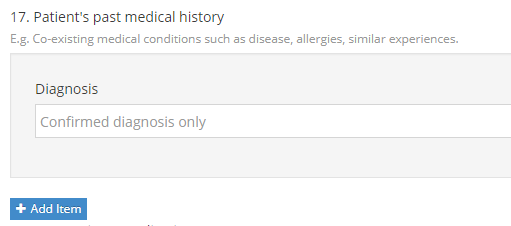 17. Patient's past medical history
E.g. Co-existing medical conditions such as disease, allergies, similar experiences.
Diagnosis
Confirmed diagnosis only
+ Add Item